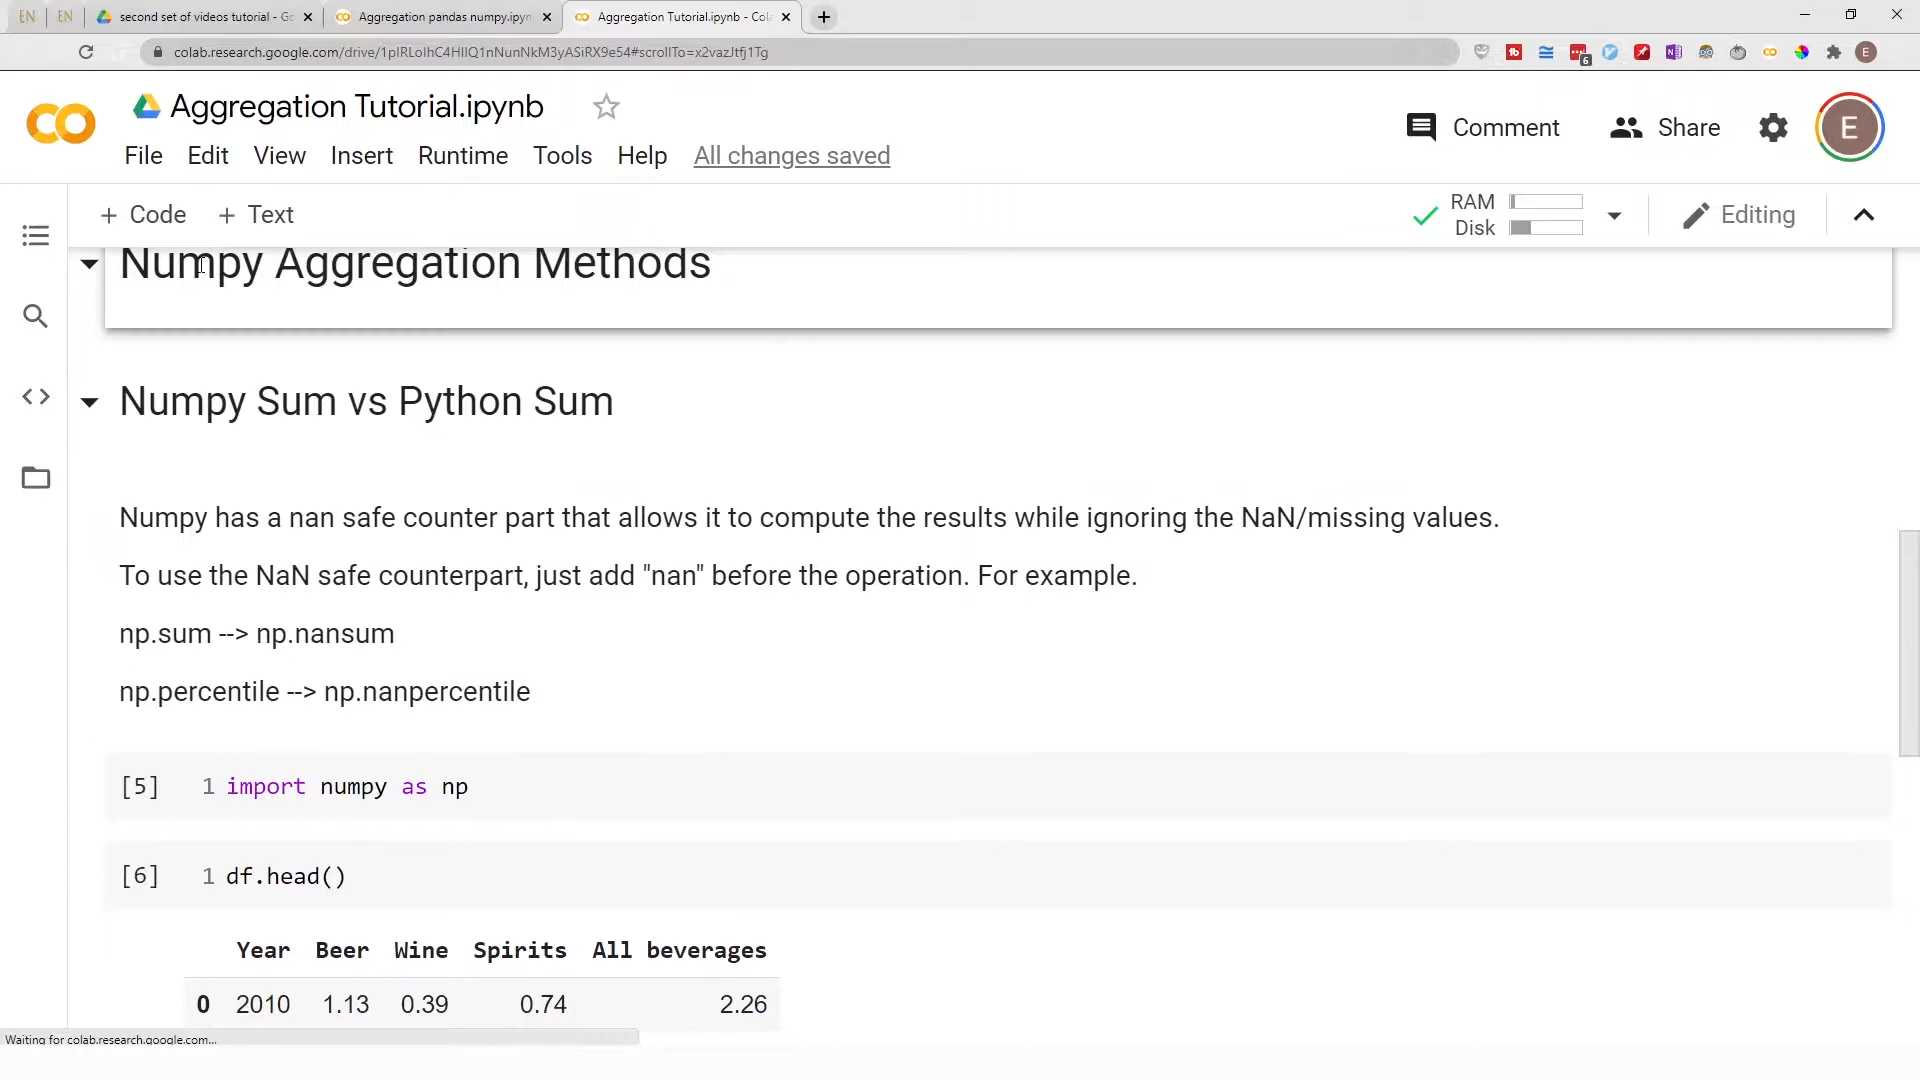 EN
EN
second set of videos tutorial - Go
Aggregation pandas numpy.ipyn
Aggregation Tutorial.ipynb - Col
colab.research.google.com/drive/1pIRLoIhC4HIIQ1nNunNkM3yASiRX9e54#scrollTo=x2vazJtfj1Tg
6
E
Aggregation Tutorial.ipynb
Comment
Share
E
File Edit View Insert Runtime Tools Help All changes saved
+ Code + Text
RAM
Disk
Editing
Numpy Aggregation Methods
Numpy Sum vs Python Sum
Numpy has a nan safe counter part that allows it to compute the results while ignoring the NaN/missing values.
To use the NaN safe counterpart, just add "nan" before the operation. For example.
np.sum --> np.nansum
np.percentile --> np.nanpercentile
[5] 1 import numpy as np
[6] 1 df.head()
Year Beer Wine Spirits All beverages
0 2010 1.13 0.39 0.74 2.26
Waiting for colab.research.google.com...